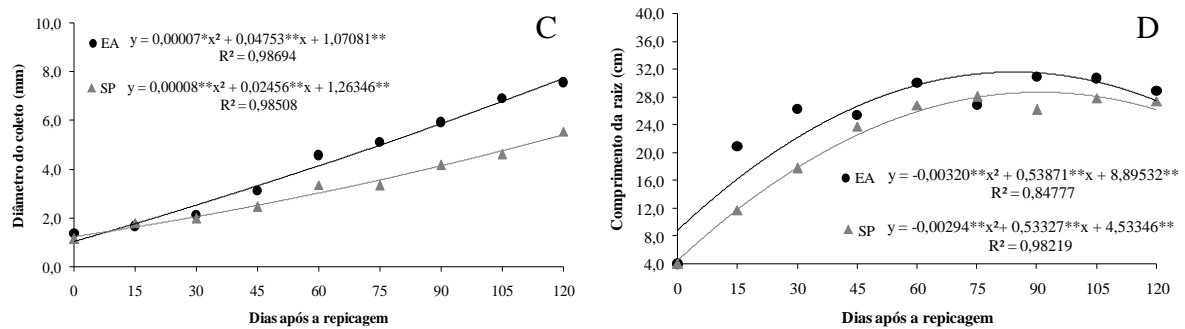 C
EA y = 0,00007*x² + 0,04753**x + 1,07081**
R² = 0,98694
SP y = 0,00008**x² + 0,02456**x + 1,26346**
R² = 0,98508
Diâmetro do coleto (mm)
10,0
8,0
6,0
4,0
2,0
0,0
0 15 30 45 60 75 90 105 120
Dias após a repicagem
D
Comprimento da raiz (cm)
40,0
36,0
32,0
28,0
24,0
20,0
16,0
12,0
8,0
4,0
EA y = -0,00320**x² + 0,53871**x + 8,89532**
R² = 0,84777
SP y = -0,00294**x²+ 0,53327**x + 4,53346**
R² = 0,98219
0 15 30 45 60 75 90 105 120
Dias após a repicagem